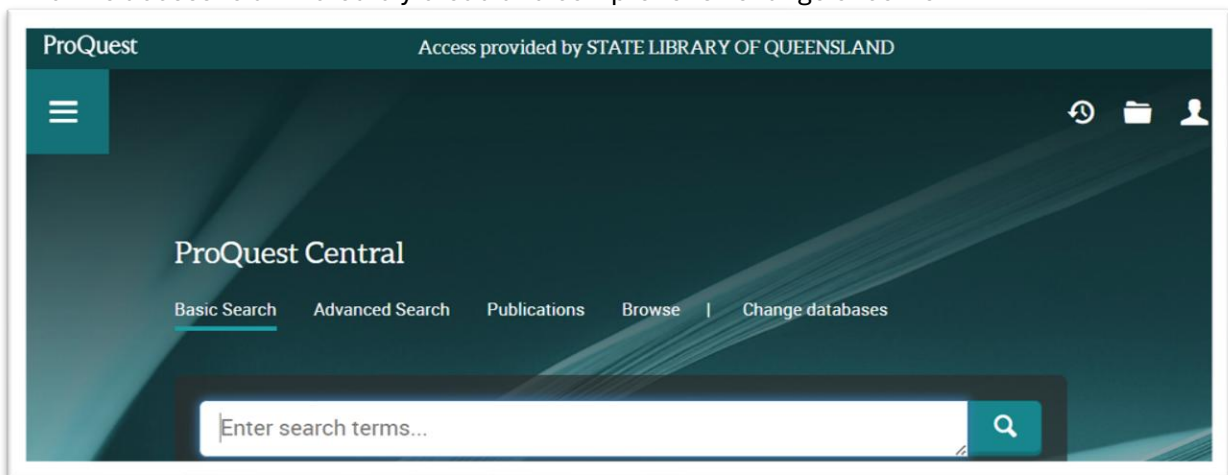 ProQuest Access provided by STATE LIBRARY OF QUEENSLAND
ProQuest Central
Basic Search Advanced Search Publications Browse | Change databases
Enter search terms...